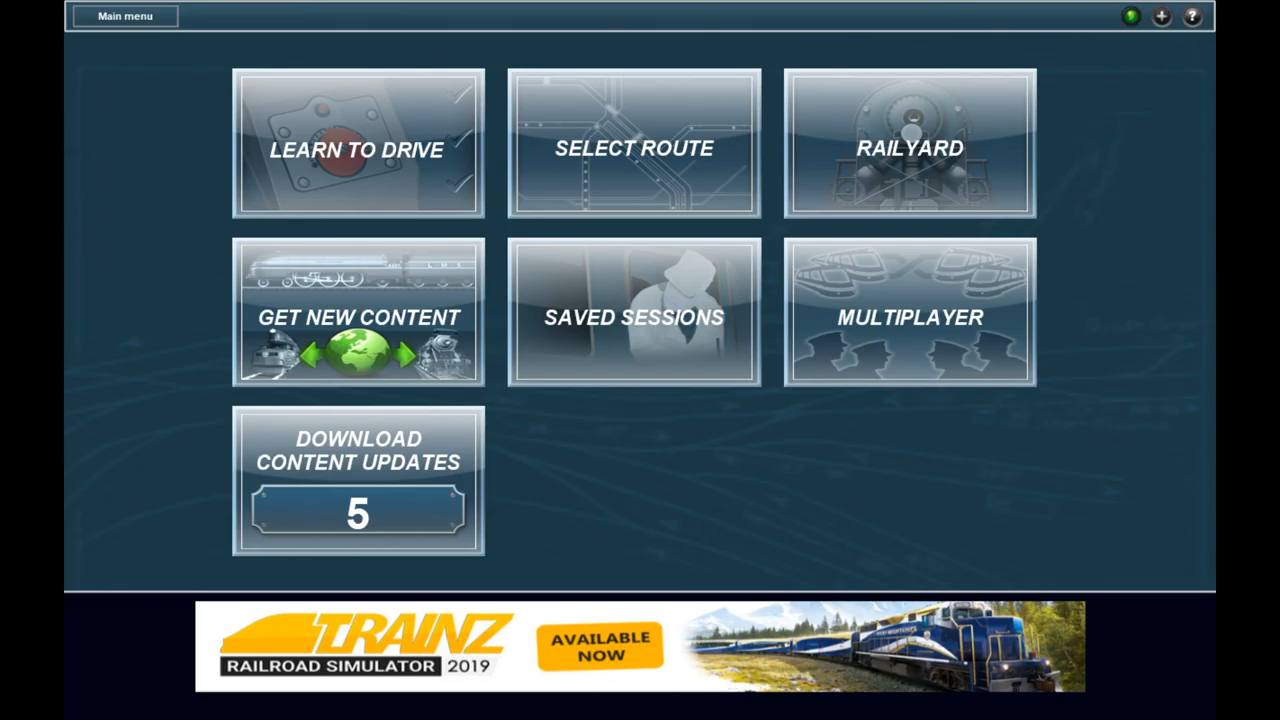 Main menu
?
LEARN TO DRIVE
SELECT ROUTE
RAILYARD
L M S
GET NEW CONTENT
SAVED SESSIONS
MULTIPLAYER
DOWNLOAD
CONTENT UPDATES
5
TRAINZ
RAILROAD SIMULATOR 2019
AVAILABLE
NOW